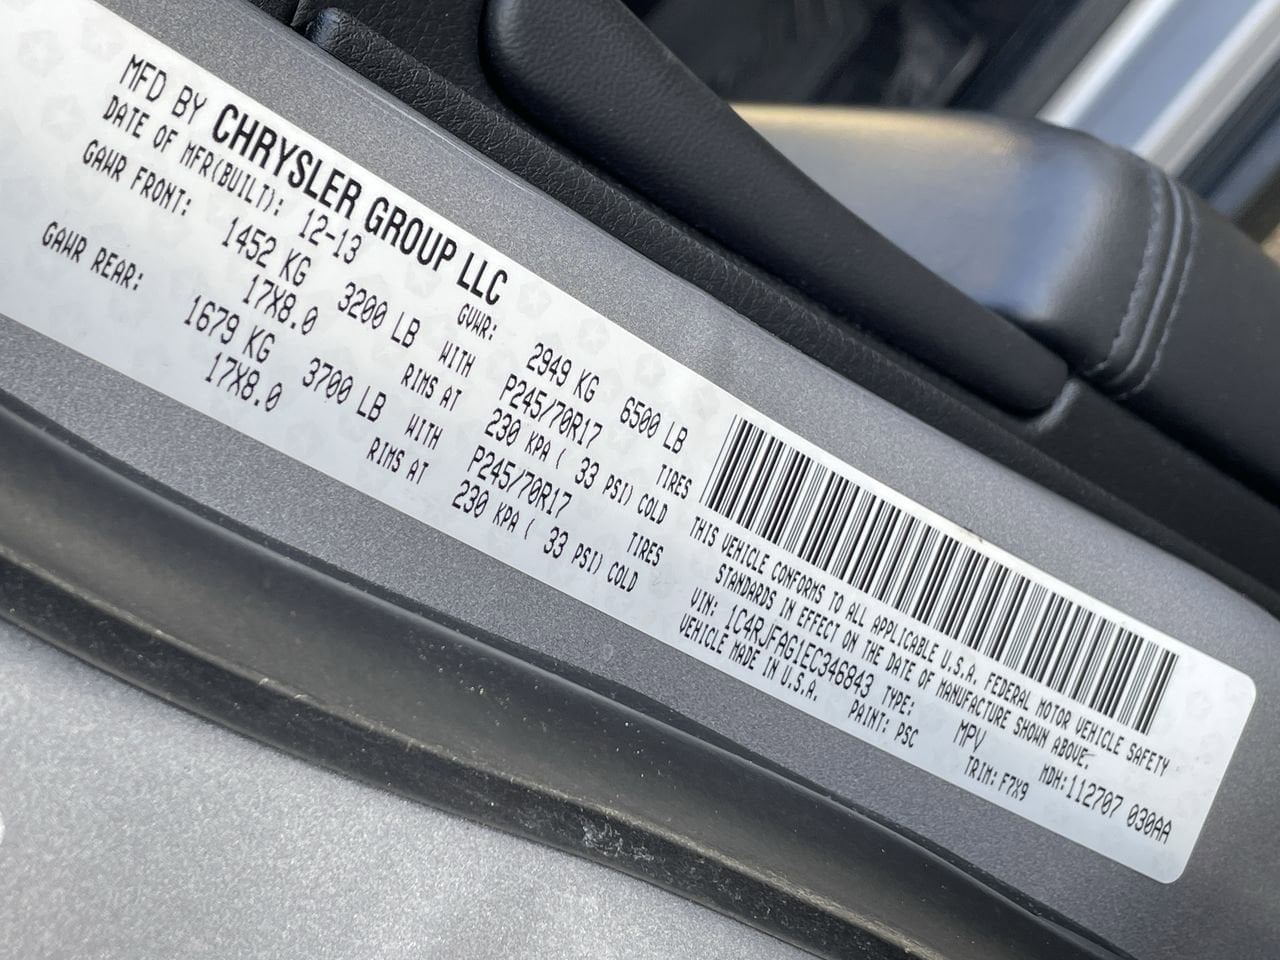 MFD BY CHRYSLER GROUP LLC
DATE OF MFR(BUILT): 12-13 GVWR: 2949 KG 6500 LB
GAWR FRONT: 1452 KG 3200 LB WITH P245/70R17 TIRES
17X8.0 RIMS AT 230 KPA ( 33 PSI) COLD
GAWR REAR: 1679 KG 3700 LB WITH P245/70R17 TIRES
17X8.0 RIMS AT 230 KPA ( 33 PSI) COLD
THIS VEHICLE CONFORMS TO ALL APPLICABLE U.S.A. FEDERAL MOTOR VEHICLE SAFETY
STANDARDS IN EFFECT ON THE DATE OF MANUFACTURE SHOWN ABOVE.
VIN: 1C4RJFAG1EC346843 TYPE: MPV MDH:112707 030AA
VEHICLE MADE IN U.S.A. PAINT: PSC TRIM: F7X9